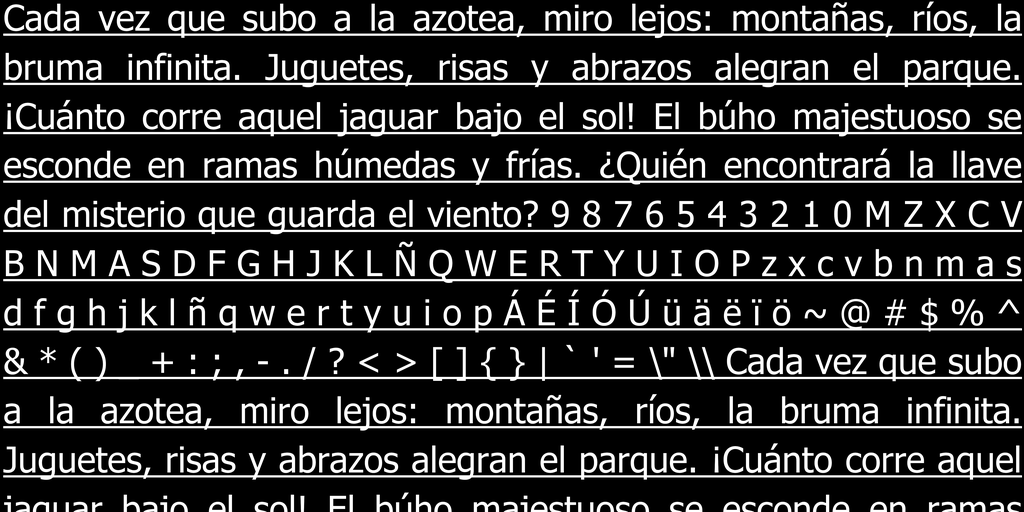 Cada vez que subo a la azotea, miro lejos: montañas, ríos, la
bruma infinita. Juguetes, risas y abrazos alegran el parque.
¡Cuánto corre aquel jaguar bajo el sol! El búho majestuoso se
esconde en ramas húmedas y frías. ¿Quién encontrará la llave
del misterio que guarda el viento? 9 8 7 6 5 4 3 2 1 0 M Z X C V
B N M A S D F G H J K L Ñ Q W E R T Y U I O P z x c v b n m a s
d f g h j k l ñ q w e r t y u i o p Á É Í Ó Ú ü ä ë ï ö ~ @ # $ % ^
& * ( ) _ + : ; , - . / ? < > [ ] { } | ` ' = \" \\ Cada vez que subo
a la azotea, miro lejos: montañas, ríos, la bruma infinita.
Juguetes, risas y abrazos alegran el parque. ¡Cuánto corre aquel
jaguar bajo el sol! El búho majestuoso se esconde en ramas